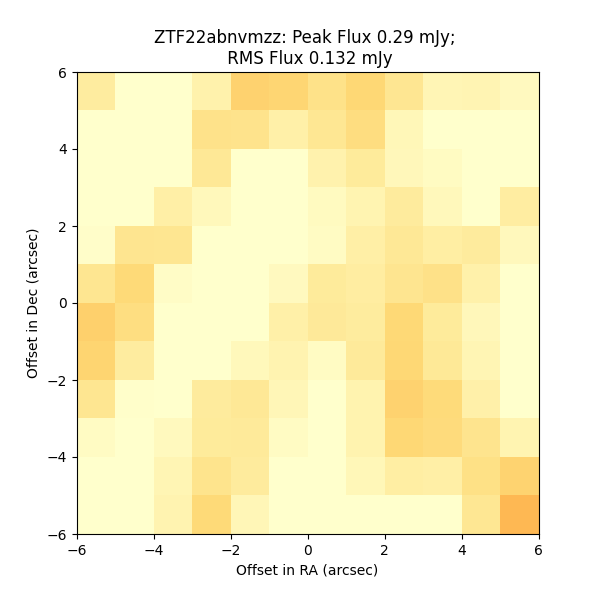 ZTF22abnvmzz: Peak Flux 0.29 mJy;
RMS Flux 0.132 mJy
6
4
2
0
−2
−4
−6
Offset in Dec (arcsec)
−6 −4 −2 0 2 4 6
Offset in RA (arcsec)